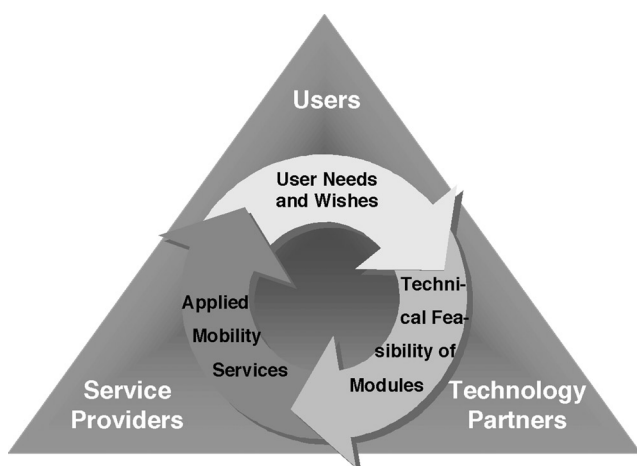 Users
User Needs
and Wishes
Techni-
cal Fea-
sibility of
Modules
Applied
Mobility
Services
Service
Providers
Technology
Partners